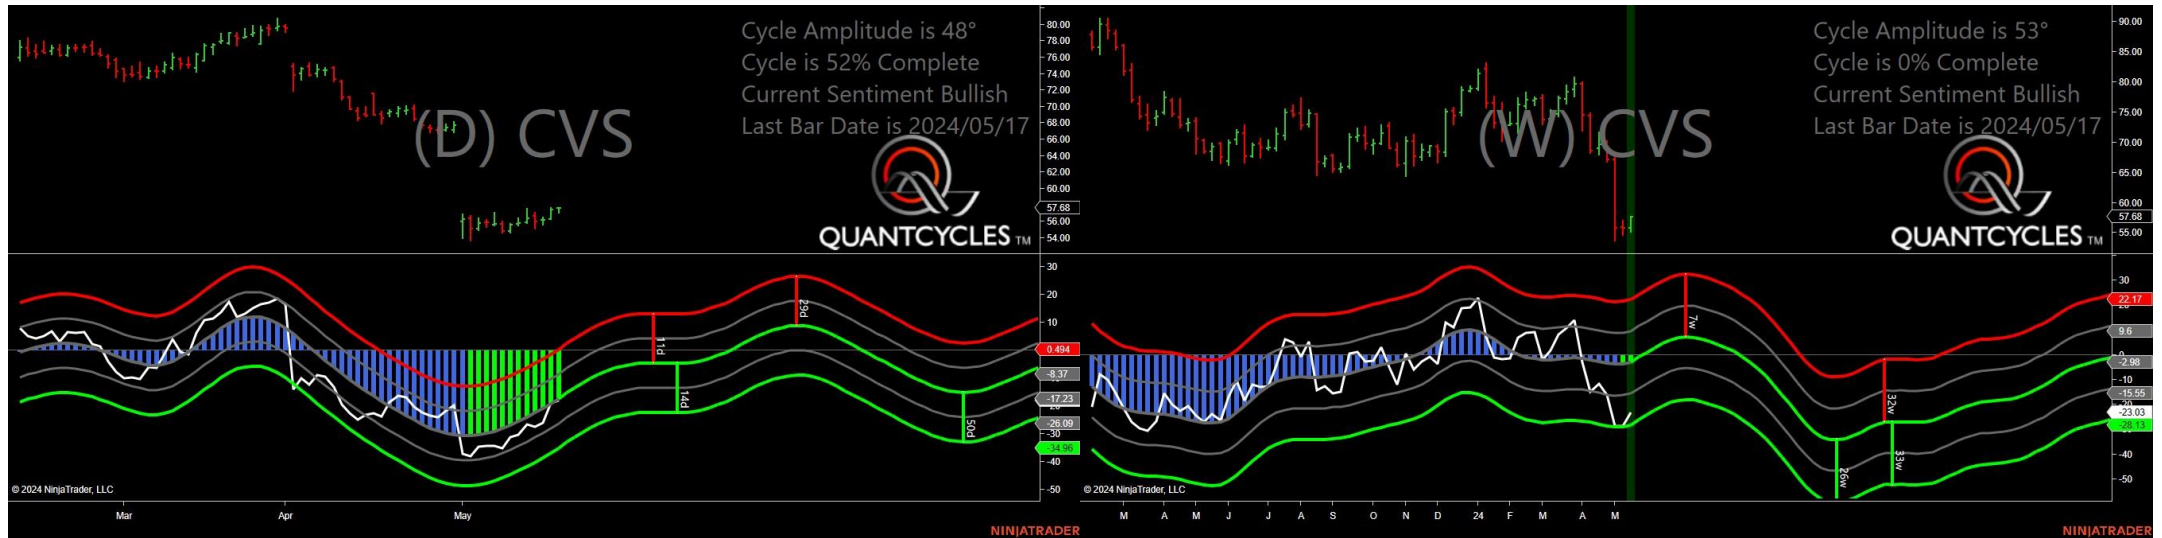 Cycle Amplitude is 48°
Cycle is 52% Complete
Current Sentiment Bullish
Last Bar Date is 2024/05/17
(D) CVS
QUANTCYCLES TM
80.00
78.00
76.00
74.00
72.00
70.00
68.00
66.00
64.00
62.00
60.00
57.68
56.00
54.00
30
20
10
0.494
-8.37
-17.23
-26.09
-30
-34.96
-40
-50
11d
14d
29d
50d
© 2024 NinjaTrader, LLC
Mar
Apr
May
NINJATRADER
Cycle Amplitude is 53°
Cycle is 0% Complete
Current Sentiment Bullish
Last Bar Date is 2024/05/17
(W) CVS
QUANTCYCLES TM
90.00
85.00
80.00
75.00
70.00
65.00
60.00
57.68
55.00
30
22.17
9.6
-2.98
-10
-15.55
-23.03
-28.13
-40
-50
7w
26w
32w
33w
© 2024 NinjaTrader, LLC
M
A
M
J
J
A
S
O
N
D
24
F
M
A
M
NINJATRADER